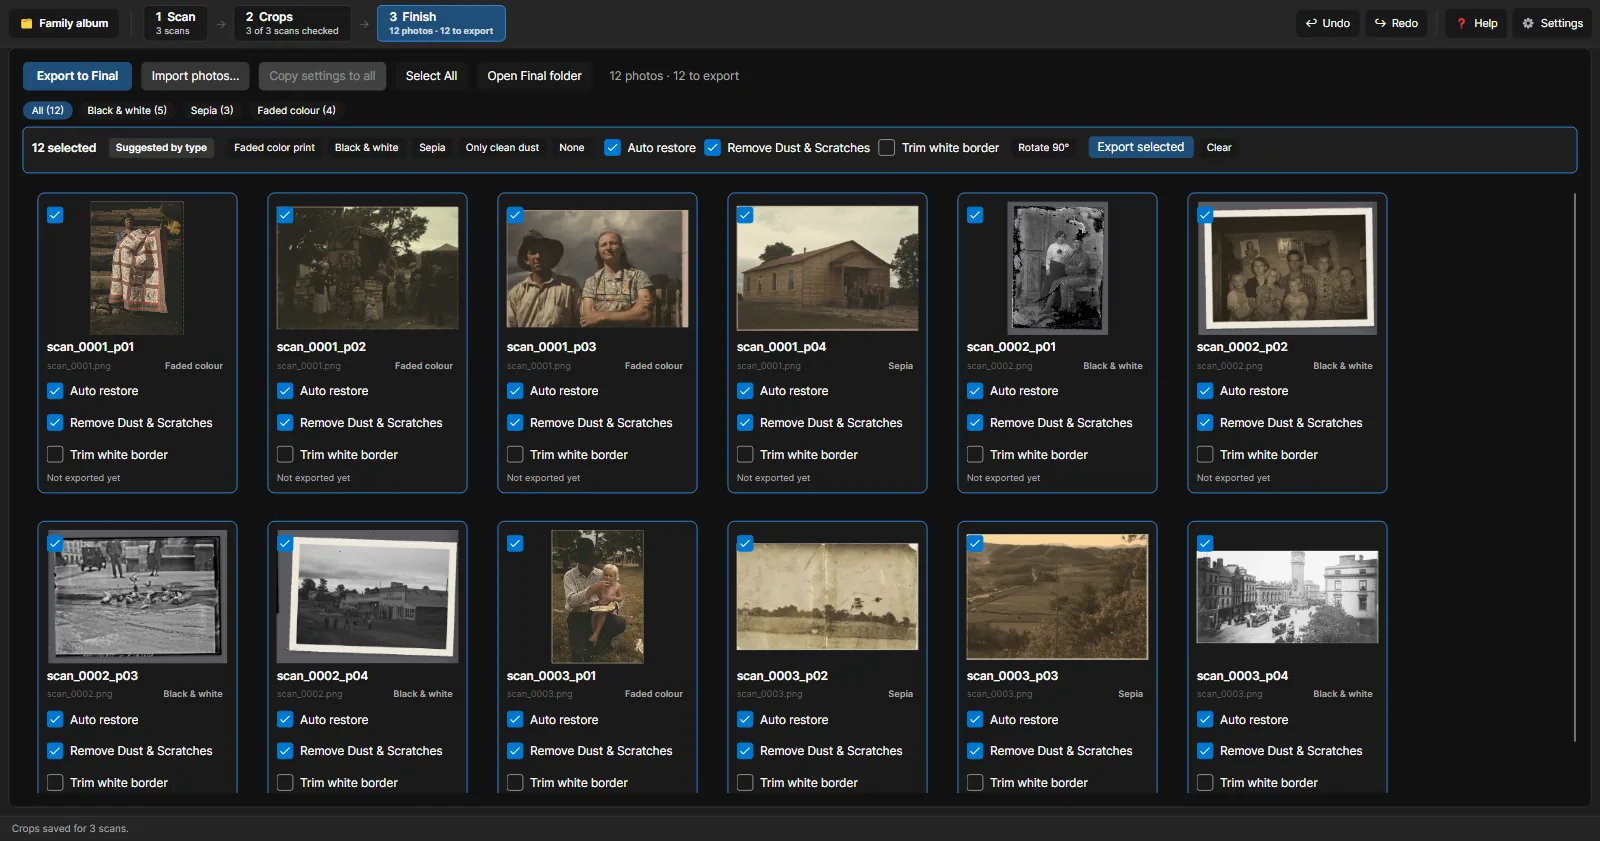 Family album
1 Scan
3 scans
→
2 Crops
3 of 3 scans checked
→
3 Finish
12 photos · 12 to export
Undo
Redo
Help
Settings
Export to Final
Import photos...
Copy settings to all
Select All
Open Final folder
12 photos · 12 to export
All (12)
Black & white (5)
Sepia (3)
Faded colour (4)
12 selected
Suggested by type
Faded color print
Black & white
Sepia
Only clean dust
None
Auto restore
Remove Dust & Scratches
Trim white border
Rotate 90°
Export selected
Clear
scan_0001_p01
scan_0001.png
Faded colour
Auto restore
Remove Dust & Scratches
Trim white border
Not exported yet
scan_0001_p02
scan_0001.png
Faded colour
Auto restore
Remove Dust & Scratches
Trim white border
Not exported yet
scan_0001_p03
scan_0001.png
Faded colour
Auto restore
Remove Dust & Scratches
Trim white border
Not exported yet
scan_0001_p04
scan_0001.png
Sepia
Auto restore
Remove Dust & Scratches
Trim white border
Not exported yet
scan_0002_p01
scan_0002.png
Black & white
Auto restore
Remove Dust & Scratches
Trim white border
Not exported yet
scan_0002_p02
scan_0002.png
Black & white
Auto restore
Remove Dust & Scratches
Trim white border
Not exported yet
scan_0002_p03
scan_0002.png
Black & white
Auto restore
Remove Dust & Scratches
Trim white border
scan_0002_p04
scan_0002.png
Black & white
Auto restore
Remove Dust & Scratches
Trim white border
scan_0003_p01
scan_0003.png
Faded colour
Auto restore
Remove Dust & Scratches
Trim white border
scan_0003_p02
scan_0003.png
Sepia
Auto restore
Remove Dust & Scratches
Trim white border
scan_0003_p03
scan_0003.png
Sepia
Auto restore
Remove Dust & Scratches
Trim white border
scan_0003_p04
scan_0003.png
Black & white
Auto restore
Remove Dust & Scratches
Trim white border
Crops saved for 3 scans.